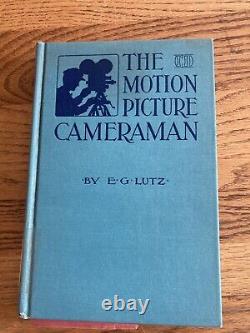 THE
MOTION
PICTURE
CAMERAMAN
·BY E·G·LUTZ·